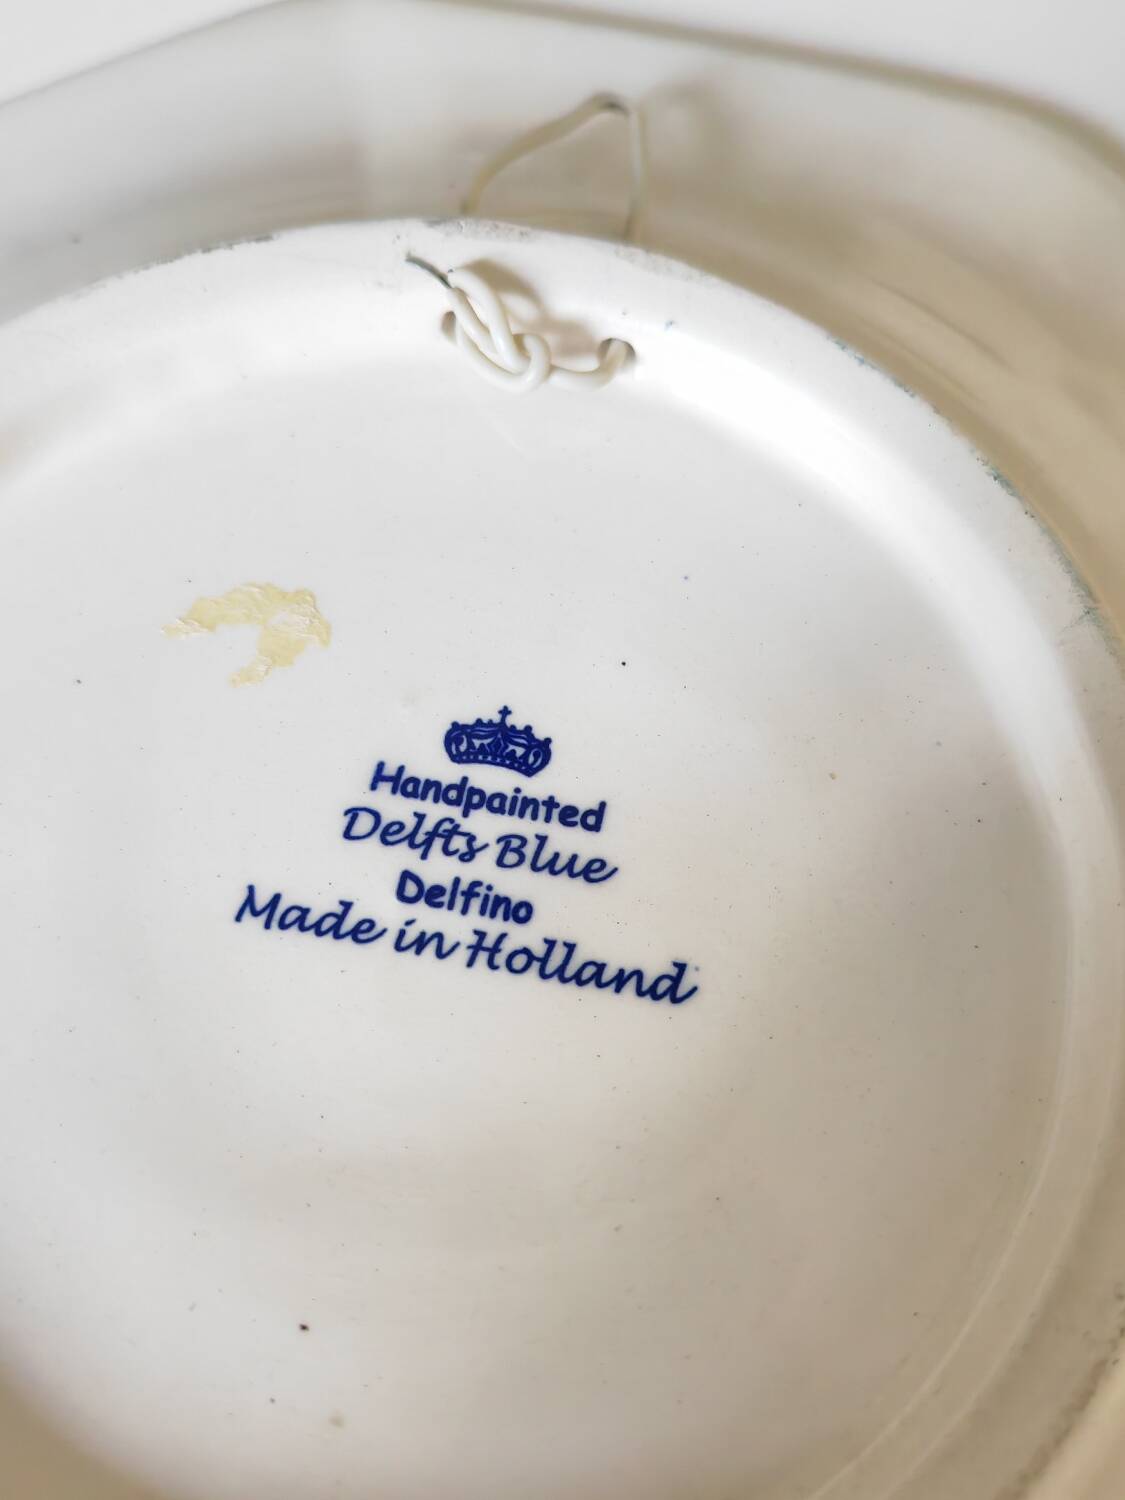 Handpainted
Delfts Blue
Delfino
Made in Holland